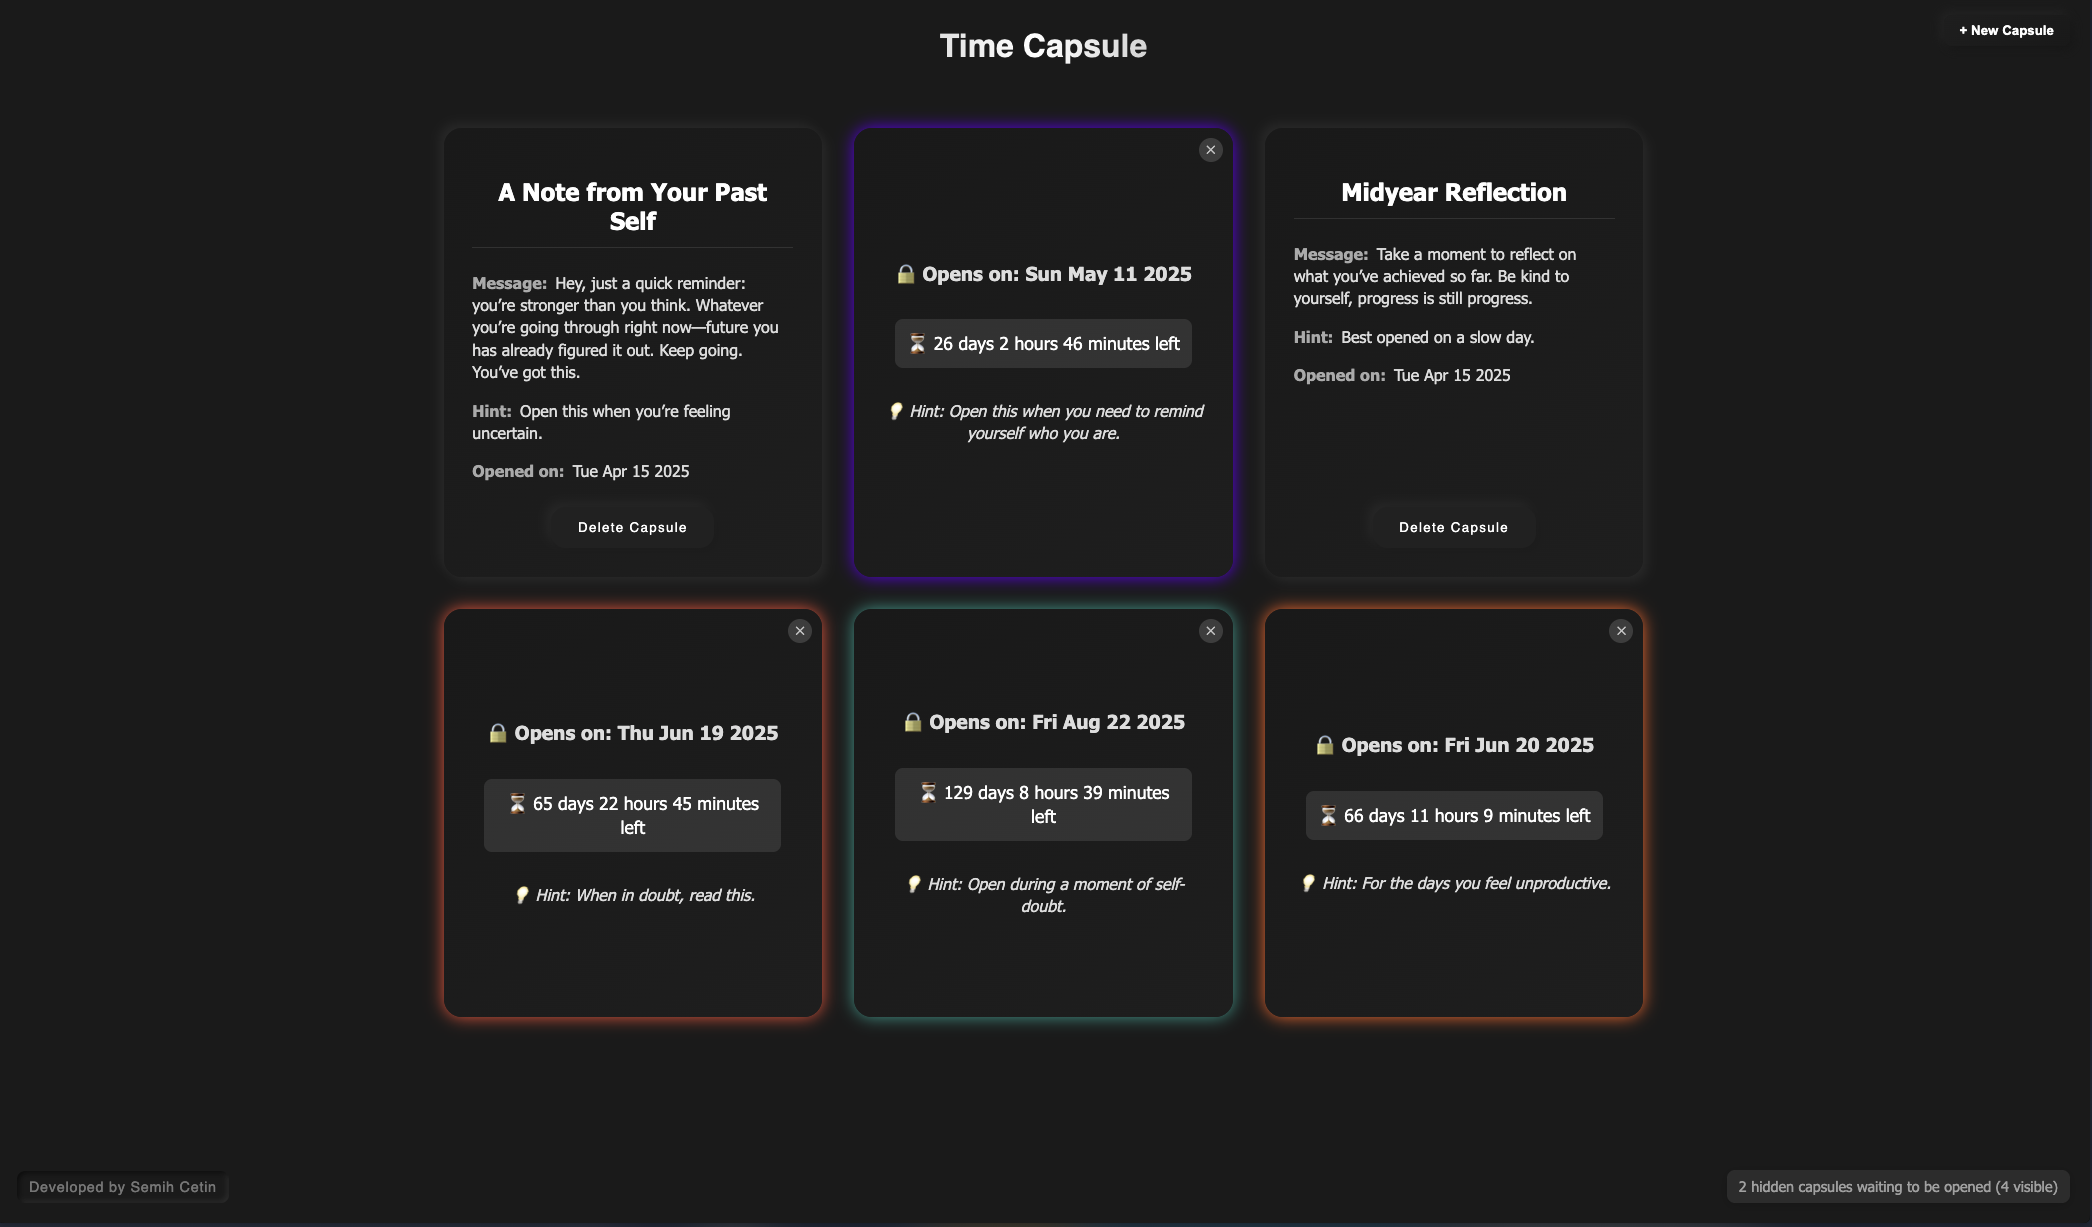 Time Capsule
+ New Capsule
A Note from Your Past
Self
Message: Hey, just a quick reminder:
you’re stronger than you think. Whatever
you’re going through right now—future you
has already figured it out. Keep going.
You’ve got this.
Hint: Open this when you’re feeling
uncertain.
Opened on: Tue Apr 15 2025
Delete Capsule
🔒 Opens on: Sun May 11 2025
⏳ 26 days 2 hours 46 minutes left
💡 Hint: Open this when you need to remind
yourself who you are.
Midyear Reflection
Message: Take a moment to reflect on
what you’ve achieved so far. Be kind to
yourself, progress is still progress.
Hint: Best opened on a slow day.
Opened on: Tue Apr 15 2025
Delete Capsule
🔒 Opens on: Thu Jun 19 2025
⏳ 65 days 22 hours 45 minutes
left
💡 Hint: When in doubt, read this.
🔒 Opens on: Fri Aug 22 2025
⏳ 129 days 8 hours 39 minutes
left
💡 Hint: Open during a moment of self-
doubt.
🔒 Opens on: Fri Jun 20 2025
⏳ 66 days 11 hours 9 minutes left
💡 Hint: For the days you feel unproductive.
Developed by Semih Cetin
2 hidden capsules waiting to be opened (4 visible)